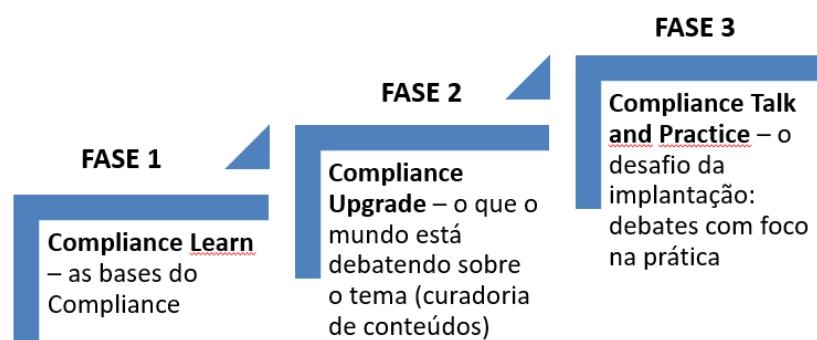 FASE 1
Compliance Learn
– as bases do
Compliance
FASE 2
Compliance
Upgrade – o que o
mundo está
debatendo sobre
o tema (curadoria
de conteúdos)
FASE 3
Compliance Talk
and Practice – o
desafio da
implantação:
debates com foco
na prática